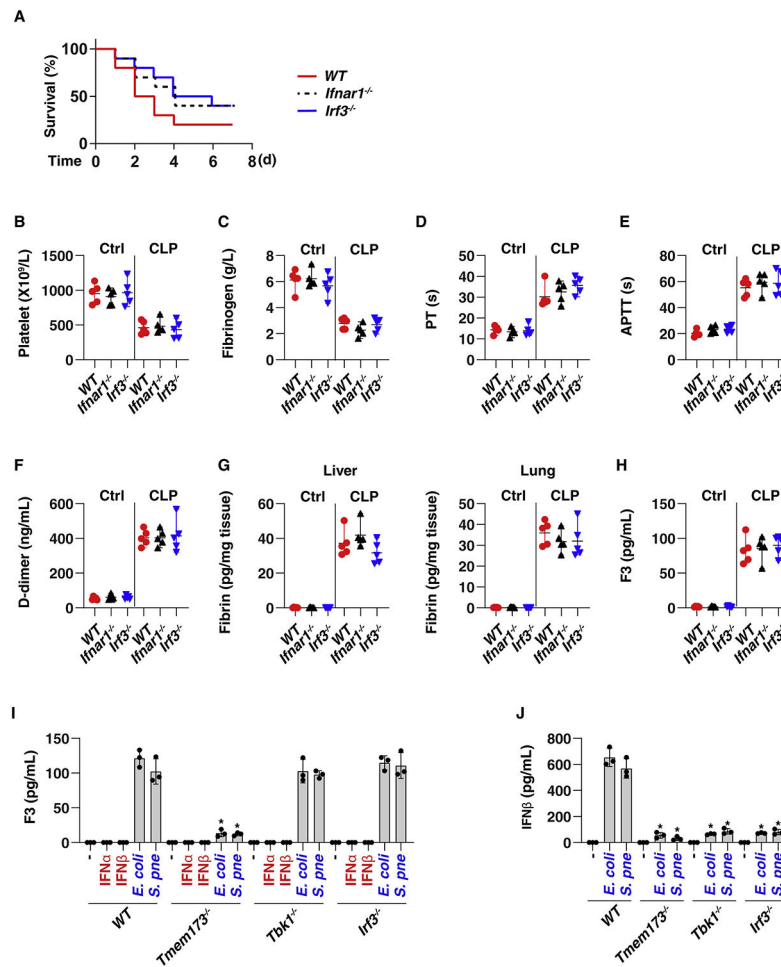 A
Survival (%)
100
50
0
Time 0 2 4 6 8 (d)
WT
Ifnar1-/-
Irf3-/-
B
Platelet (X10⁹/L)
1500
1000
500
0
Ctrl CLP
WT Ifnar1-/- Irf3-/- WT Ifnar1-/- Irf3-/-
C
Fibrinogen (g/L)
8
6
4
2
0
Ctrl CLP
WT Ifnar1-/- Irf3-/- WT Ifnar1-/- Irf3-/-
D
PT (s)
50
40
30
20
10
0
Ctrl CLP
WT Ifnar1-/- Irf3-/- WT Ifnar1-/- Irf3-/-
E
APTT (s)
80
60
40
20
0
Ctrl CLP
WT Ifnar1-/- Irf3-/- WT Ifnar1-/- Irf3-/-
F
D-dimer (ng/mL)
600
400
200
0
Ctrl CLP
WT Ifnar1-/- Irf3-/- WT Ifnar1-/- Irf3-/-
G
Liver
Fibrin (pg/mg tissue)
60
40
20
0
Ctrl CLP
WT Ifnar1-/- Irf3-/- WT Ifnar1-/- Irf3-/-
Lung
Fibrin (pg/mg tissue)
50
40
30
20
10
0
Ctrl CLP
WT Ifnar1-/- Irf3-/- WT Ifnar1-/- Irf3-/-
H
F3 (pg/mL)
150
100
50
0
Ctrl CLP
WT Ifnar1-/- Irf3-/- WT Ifnar1-/- Irf3-/-
I
F3 (pg/mL)
150
100
50
0
* *
- IFNα IFNβ E. coli S. pne - IFNα IFNβ E. coli S. pne - IFNα IFNβ E. coli S. pne - IFNα IFNβ E. coli S. pne
WT Tmem173-/- Tbk1-/- Irf3-/-
J
IFNβ (pg/mL)
800
600
400
200
0
* * * * * *
- E. coli S. pne - E. coli S. pne - E. coli S. pne - E. coli S. pne
WT Tmem173-/- Tbk1-/- Irf3-/-